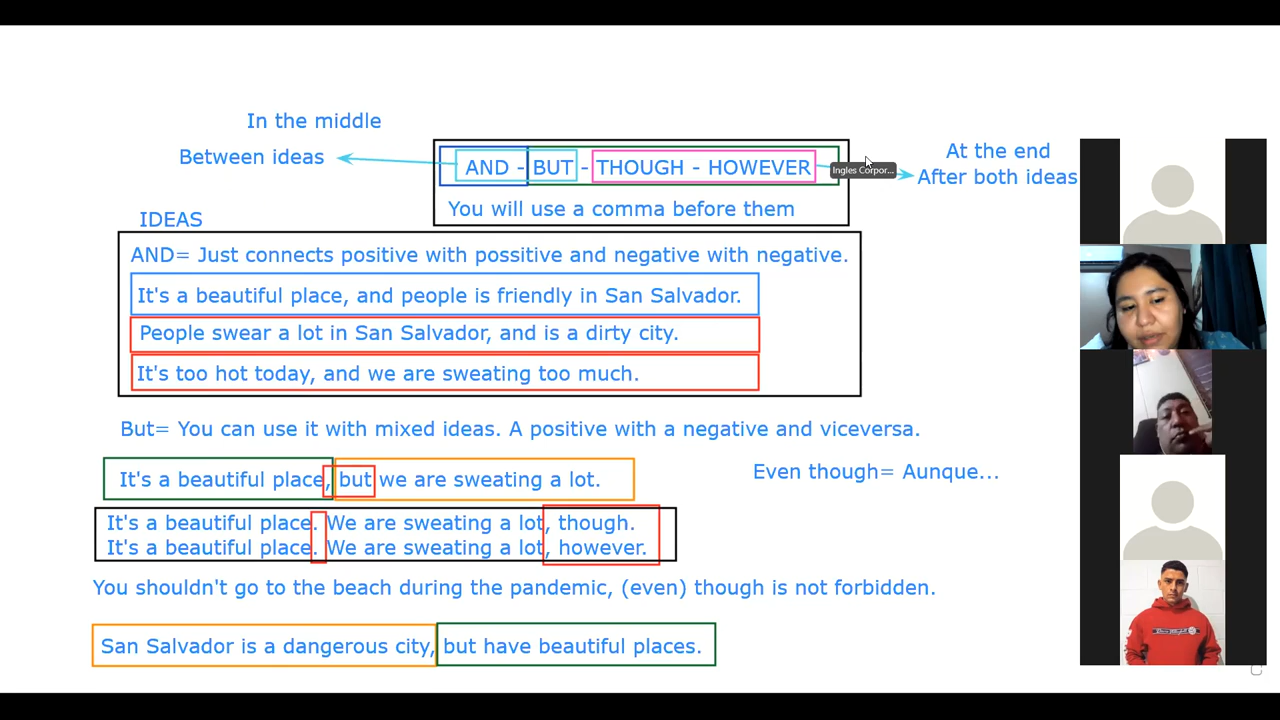 In the middle
Between ideas
AND - BUT - THOUGH - HOWEVER
Ingles Corpor...
At the end
After both ideas
You will use a comma before them
IDEAS
AND= Just connects positive with possitive and negative with negative.
It's a beautiful place, and people is friendly in San Salvador.
People swear a lot in San Salvador, and is a dirty city.
It's too hot today, and we are sweating too much.
But= You can use it with mixed ideas. A positive with a negative and viceversa.
It's a beautiful place, but we are sweating a lot.
Even though= Aunque...
It's a beautiful place. We are sweating a lot, though.
It's a beautiful place. We are sweating a lot, however.
You shouldn't go to the beach during the pandemic, (even) though is not forbidden.
San Salvador is a dangerous city, but have beautiful places.